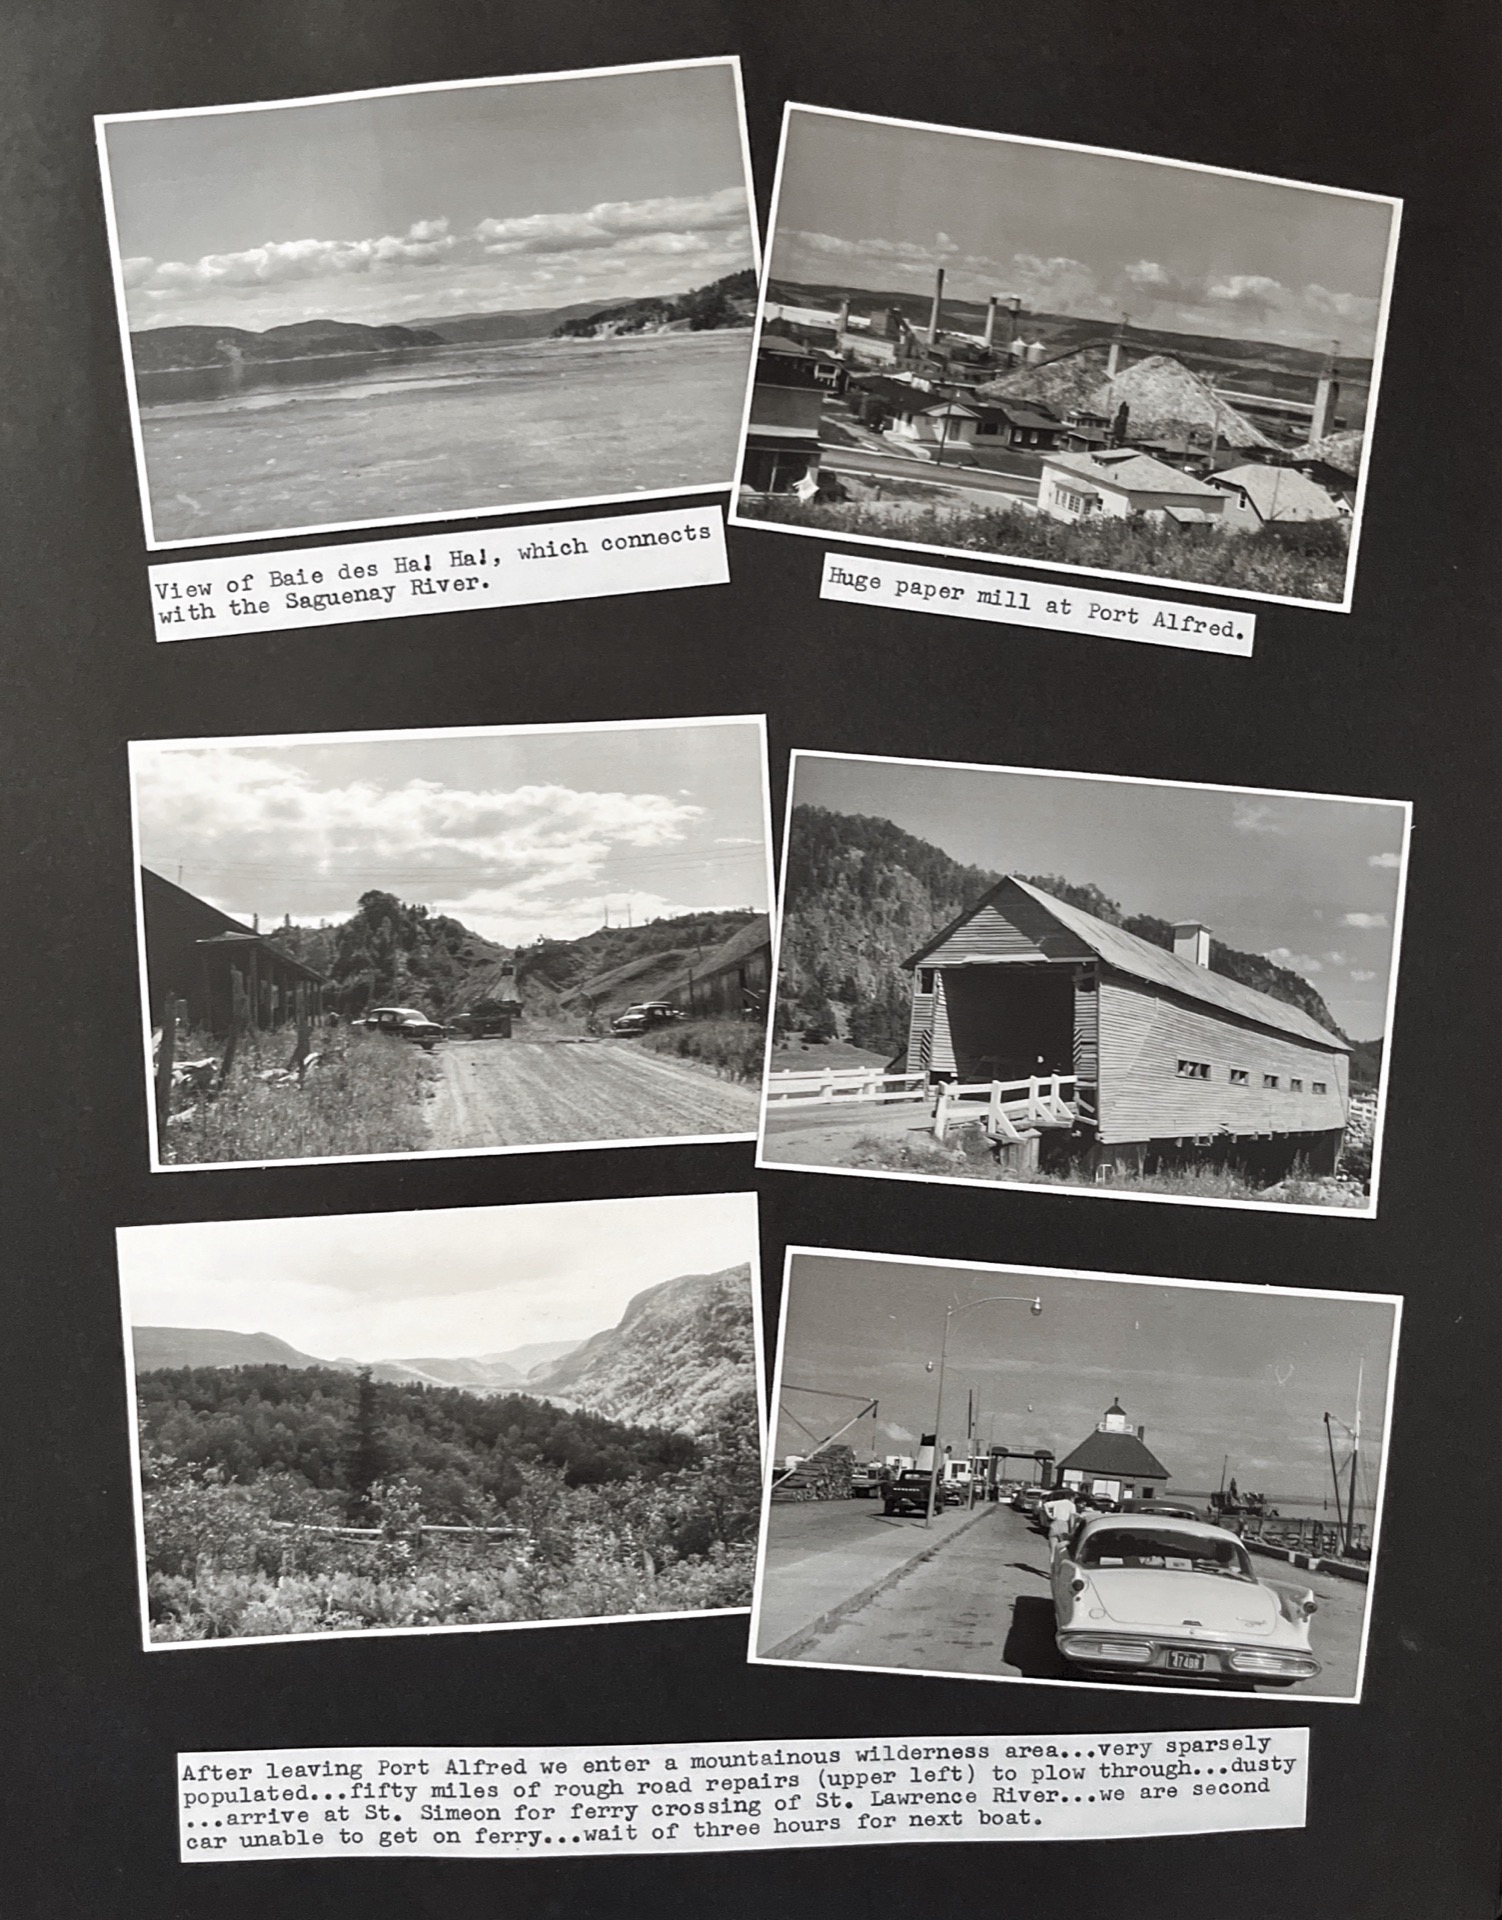 View of Baie des Ha! Ha!, which connects
with the Saguenay River.
Huge paper mill at Port Alfred.
After leaving Port Alfred we enter a mountainous wilderness area...very sparsely
populated...fifty miles of rough road repairs (upper left) to plow through...dusty
...arrive at St. Simeon for ferry crossing of St. Lawrence River...we are second
car unable to get on ferry...wait of three hours for next boat.